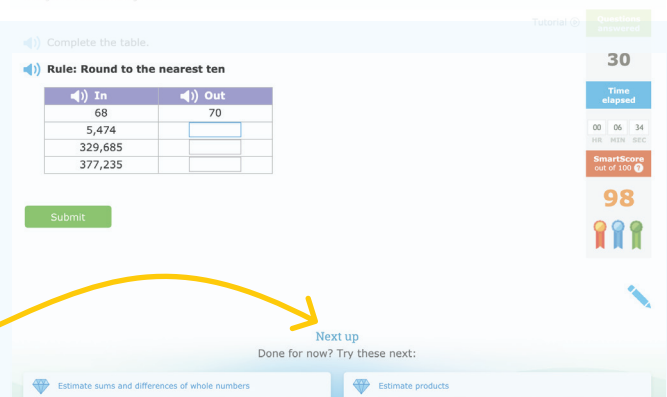 Tutorial
Questions answered
Complete the table.
30
Rule: Round to the nearest ten
In Out
68 70
5,474
329,685
377,235
Time elapsed
00 06 34
HR MIN SEC
SmartScore
out of 100 ?
98
Submit
Next up
Done for now? Try these next:
Estimate sums and differences of whole numbers
Estimate products